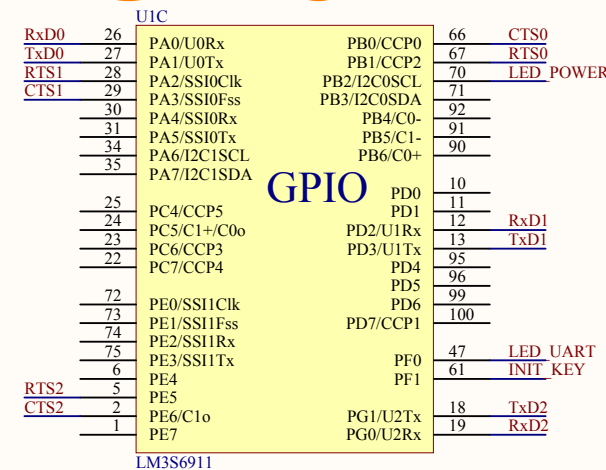 U1C
RxD0 26 PA0/U0Rx PB0/CCP0 66 CTS0
TxD0 27 PA1/U0Tx PB1/CCP2 67 RTS0
RTS1 28 PA2/SSI0Clk PB2/I2C0SCL 70 LED_POWER
CTS1 29 PA3/SSI0Fss PB3/I2C0SDA 71
30 PA4/SSI0Rx PB4/C0- 92
31 PA5/SSI0Tx PB5/C1- 91
34 PA6/I2C1SCL PB6/C0+ 90
35 PA7/I2C1SDA
GPIO
PD0 10
25 PC4/CCP5 PD1 11
24 PC5/C1+/C0o PD2/U1Rx 12 RxD1
23 PC6/CCP3 PD3/U1Tx 13 TxD1
22 PC7/CCP4 PD4 95
PD5 96
72 PE0/SSI1Clk PD6 99
73 PE1/SSI1Fss PD7/CCP1 100
74 PE2/SSI1Rx
75 PE3/SSI1Tx PF0 47 LED_UART
6 PE4 PF1 61 INIT_KEY
RTS2 5 PE5
CTS2 2 PE6/C1o PG1/U2Tx 18 TxD2
1 PE7 PG0/U2Rx 19 RxD2
LM3S6911